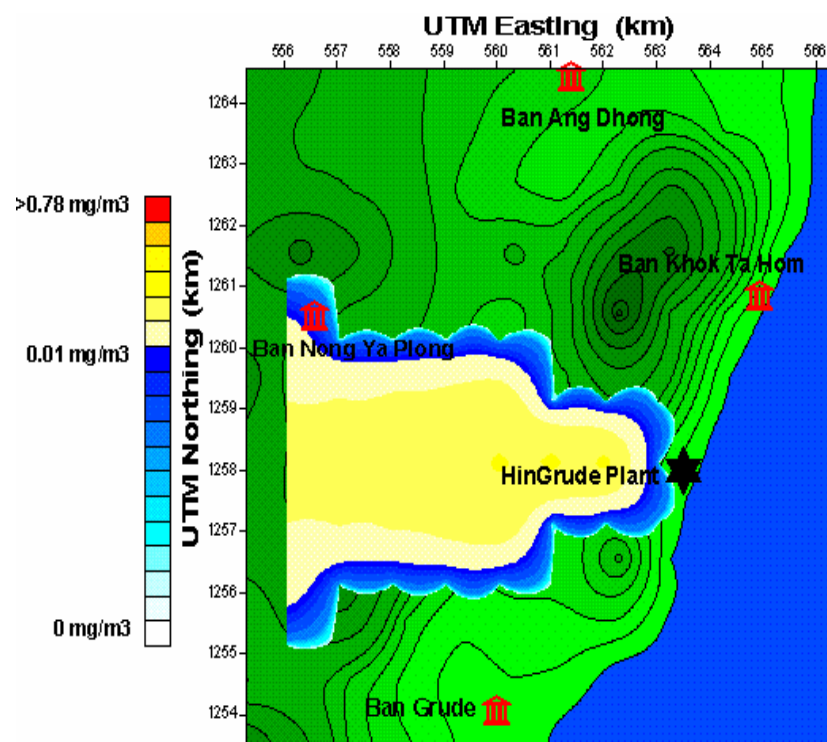 UTM Easting (km)
556 557 558 559 560 561 562 563 564 565 566
1264
Ban Ang Dhong
1263
>0.78 mg/m3
1262
Ban Khok Ta Hom
1261
UTM Northing (km)
0.01 mg/m3
1260
Ban Nong Ya Plong
1259
1258
HinGrude Plant
1257
1256
0 mg/m3
1255
Ban Grude
1254